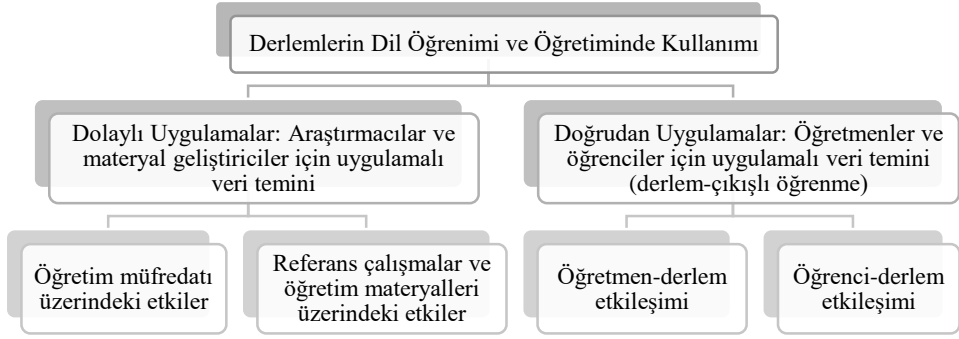 Derlemlerin Dil Öğrenimi ve Öğretiminde Kullanımı
Dolaylı Uygulamalar: Araştırmacılar ve
materyal geliştiriciler için uygulamalı
veri temini
Doğrudan Uygulamalar: Öğretmenler ve
öğrenciler için uygulamalı veri temini
(derlem-çıkışlı öğrenme)
Öğretim müfredatı
üzerindeki etkiler
Referans çalışmalar ve
öğretim materyalleri
üzerindeki etkiler
Öğretmen-derlem
etkileşimi
Öğrenci-derlem
etkileşimi